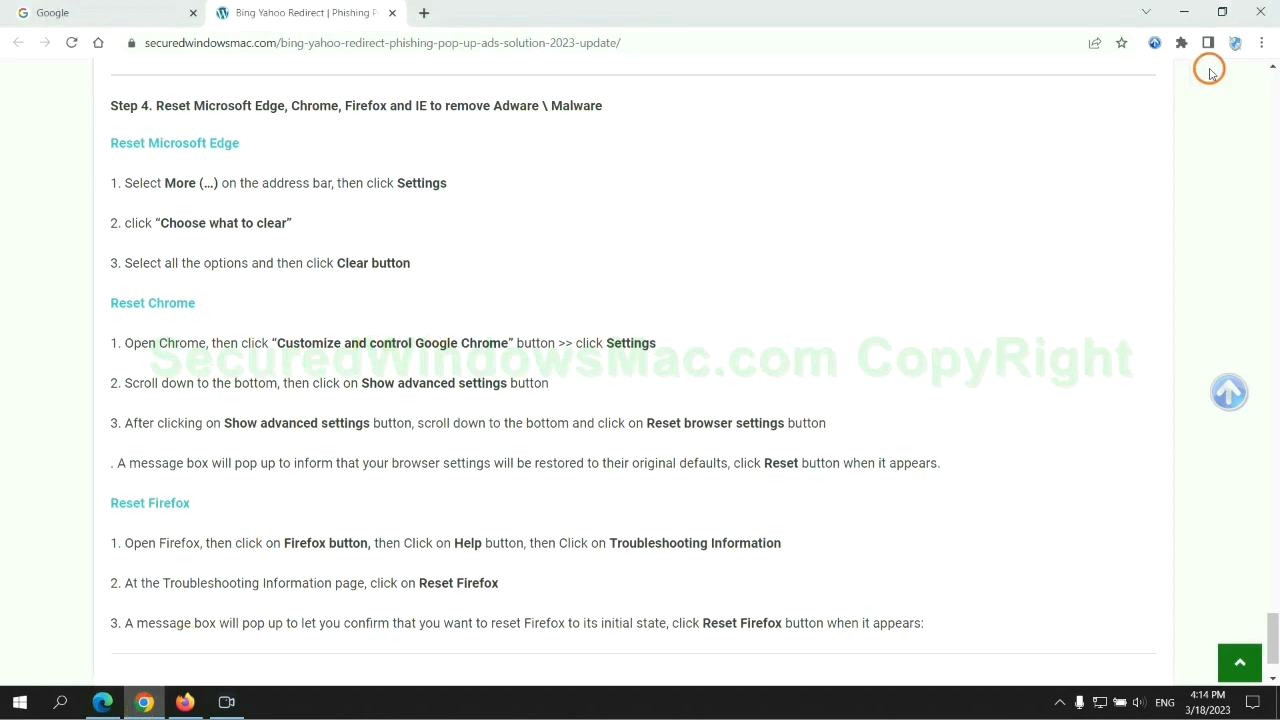 Google
Bing Yahoo Redirect | Phishing P
securedwindowsmac.com/bing-yahoo-redirect-phishing-pop-up-ads-solution-2023-update/
Step 4. Reset Microsoft Edge, Chrome, Firefox and IE to remove Adware \ Malware
Reset Microsoft Edge
1. Select More (…) on the address bar, then click Settings
2. click “Choose what to clear”
3. Select all the options and then click Clear button
Reset Chrome
1. Open Chrome, then click “Customize and control Google Chrome” button >> click Settings
SecuredWindowsMac.com CopyRight
2. Scroll down to the bottom, then click on Show advanced settings button
3. After clicking on Show advanced settings button, scroll down to the bottom and click on Reset browser settings button
. A message box will pop up to inform that your browser settings will be restored to their original defaults, click Reset button when it appears.
Reset Firefox
1. Open Firefox, then click on Firefox button, then Click on Help button, then Click on Troubleshooting Information
2. At the Troubleshooting Information page, click on Reset Firefox
3. A message box will pop up to let you confirm that you want to reset Firefox to its initial state, click Reset Firefox button when it appears:
ENG
4:14 PM
3/18/2023